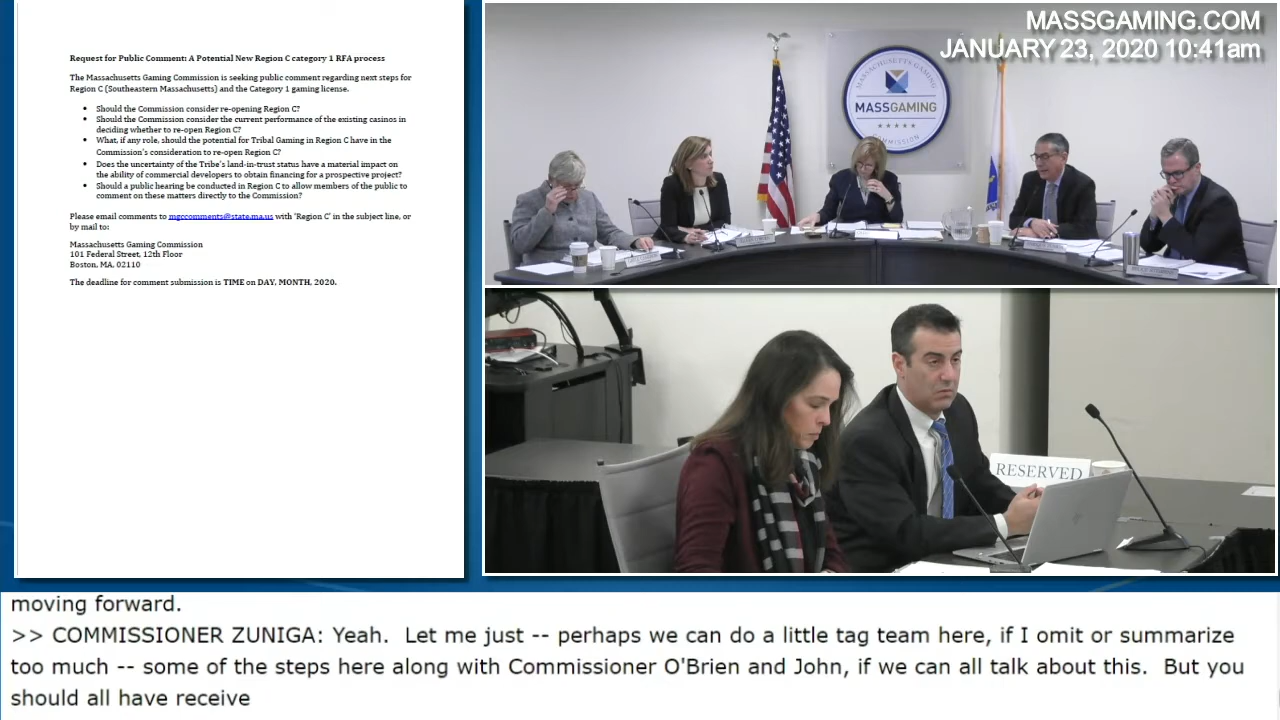 Request for Public Comment: A Potential New Region C category 1 RFA process
The Massachusetts Gaming Commission is seeking public comment regarding next steps for
Region C (Southeastern Massachusetts) and the Category 1 gaming license.
• Should the Commission consider re-opening Region C?
• Should the Commission consider the current performance of the existing casinos in
deciding whether to re-open Region C?
• What, if any role, should the potential for Tribal Gaming in Region C have in the
Commission's consideration to re-open Region C?
• Does the uncertainty of the Tribe's land-in-trust status have a material impact on
the ability of commercial developers to obtain financing for a prospective project?
• Should a public hearing be conducted in Region C to allow members of the public to
comment on these matters directly to the Commission?
Please email comments to mgccomments@state.ma.us with 'Region C' in the subject line, or
by mail to:
Massachusetts Gaming Commission
101 Federal Street, 12th Floor
Boston, MA, 02110
The deadline for comment submission is TIME on DAY, MONTH, 2020.
MASSGAMING.COM
JANUARY 23, 2020 10:41am
MASSACHUSETTS GAMING
MASSGAMING
COMMISSION
RESERVED
moving forward.
>> COMMISSIONER ZUNIGA: Yeah.  Let me just -- perhaps we can do a little tag team here, if I omit or summarize
too much -- some of the steps here along with Commissioner O'Brien and John, if we can all talk about this.  But you
should all have receive